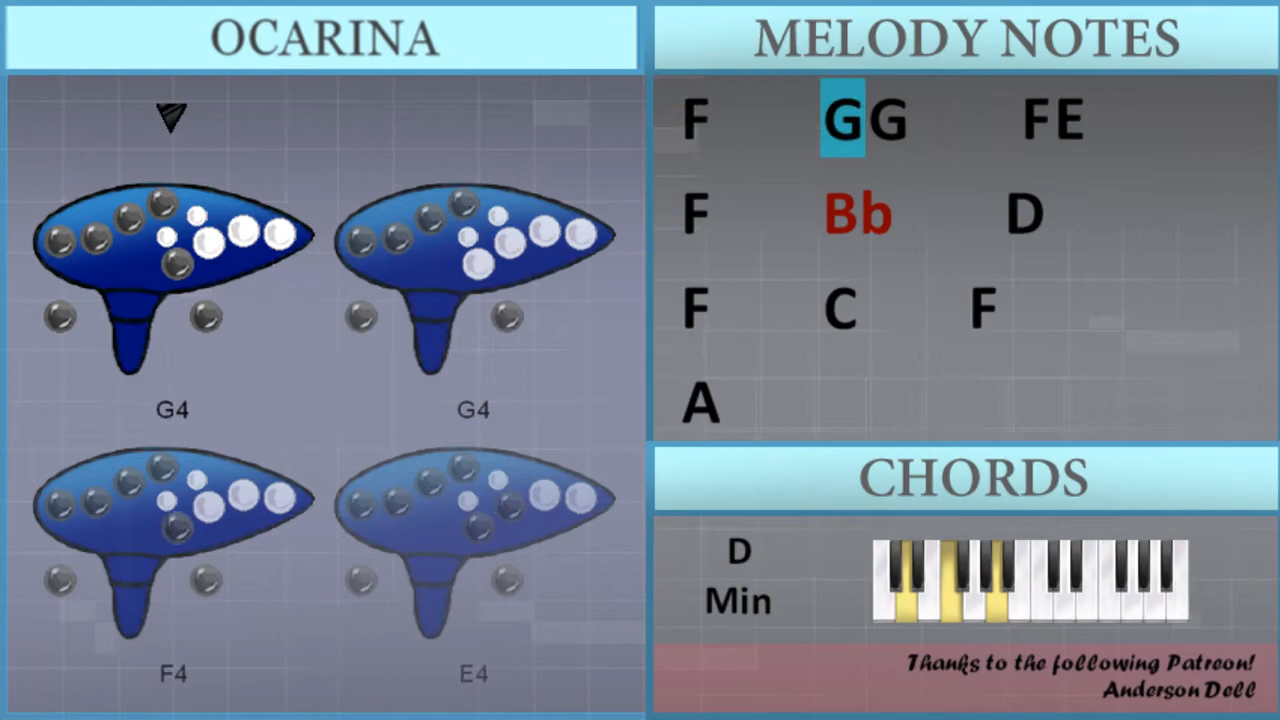 OCARINA
G4 G4
F4 E4
MELODY NOTES
F GG FE
F Bb D
F C F
A
CHORDS
D
Min
Thanks to the following Patreon!
Anderson Dell